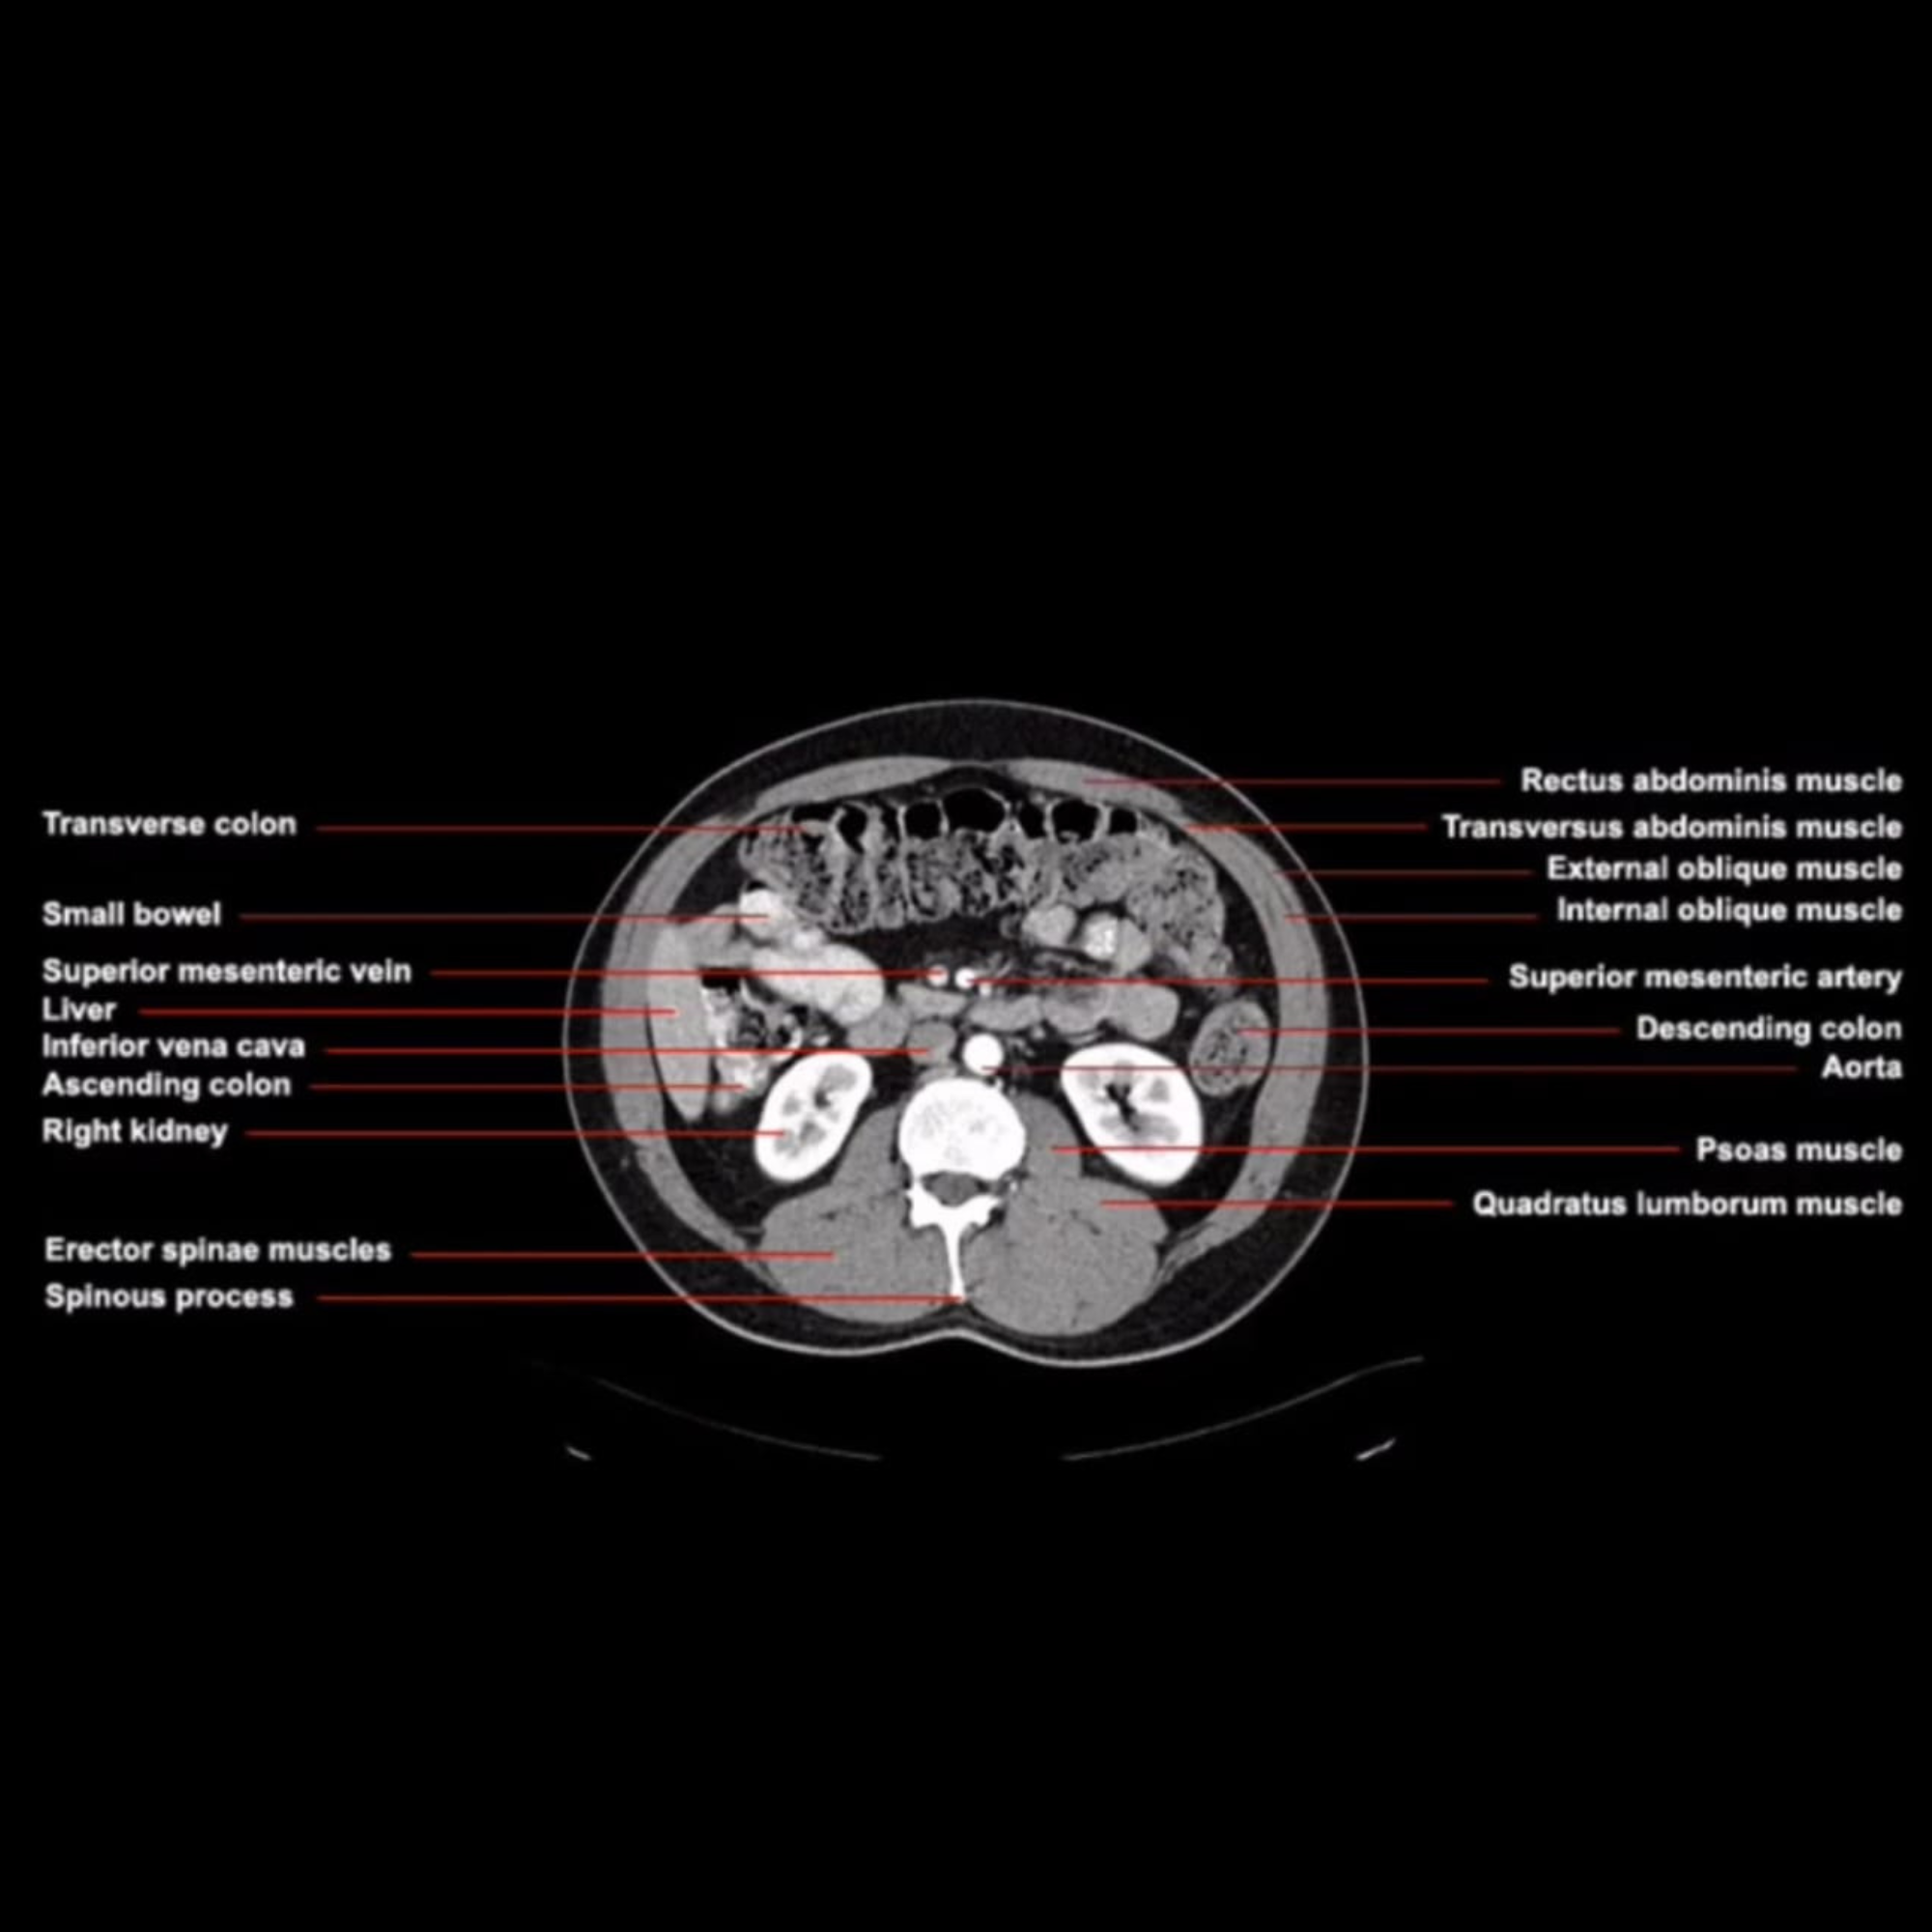 Transverse colon
Small bowel
Superior mesenteric vein
Liver
Inferior vena cava
Ascending colon
Right kidney
Erector spinae muscles
Spinous process
Rectus abdominis muscle
Transversus abdominis muscle
External oblique muscle
Internal oblique muscle
Superior mesenteric artery
Descending colon
Aorta
Psoas muscle
Quadratus lumborum muscle